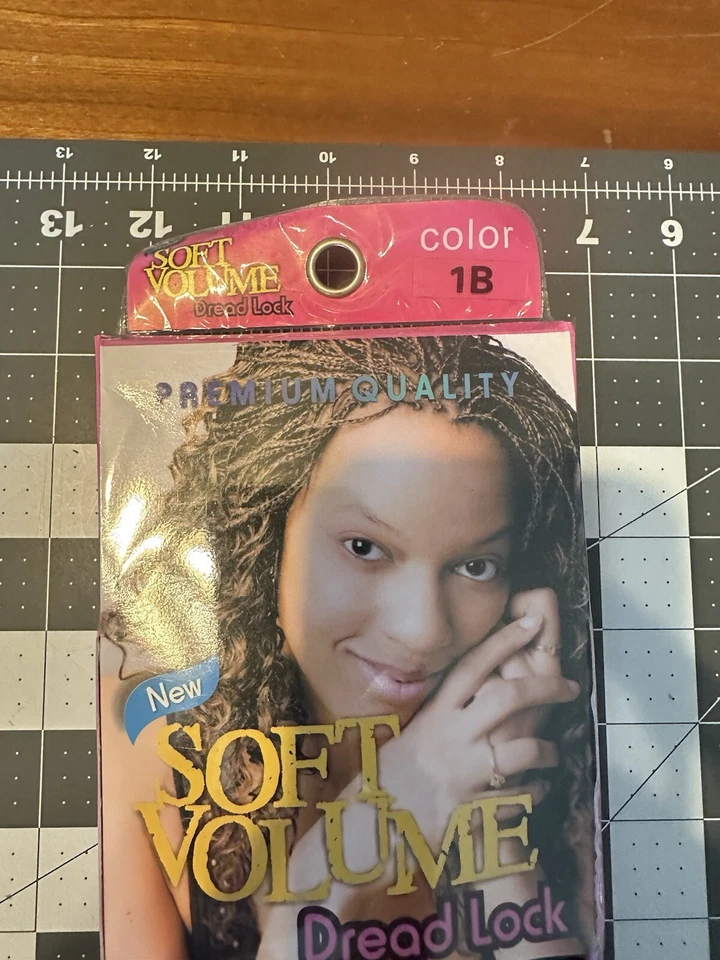 13 12 11 10 9 8 7 6
13 12 11 7 6
SOFT
VOLUME
Dread Lock
color
1B
PREMIUM QUALITY
New
SOFT
VOLUME
Dread Lock